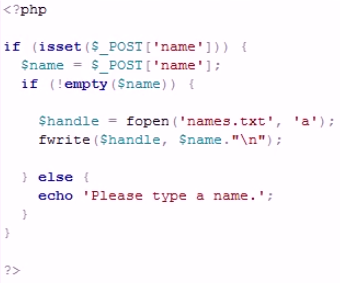 <?php
if (isset($_POST['name'])) {
$name = $_POST['name'];
if (!empty($name)) {
$handle = fopen('names.txt', 'a');
fwrite($handle, $name."\n");
} else {
echo 'Please type a name.';
}
}
?>